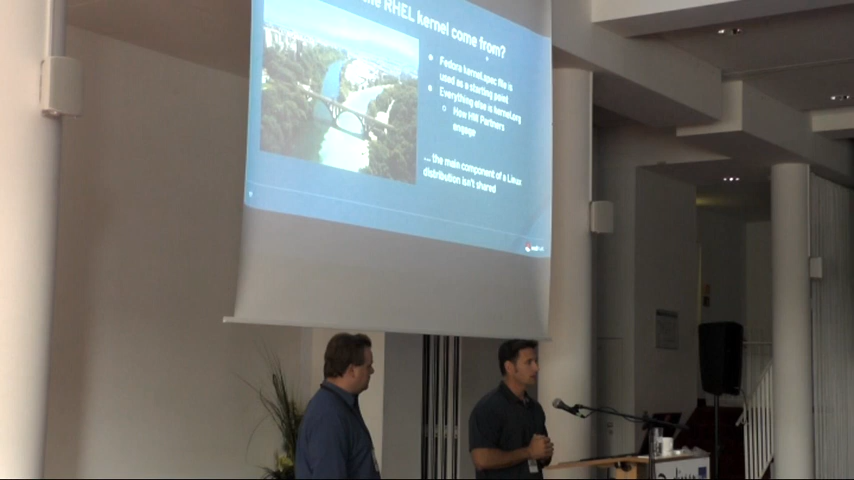 the RHEL kernel come from?
Fedora kernel.spec file is
used as a starting point
Everything else is kernel.org
New HW Partners
engage
... the main component of a Linux
distribution isn't shared
redhat